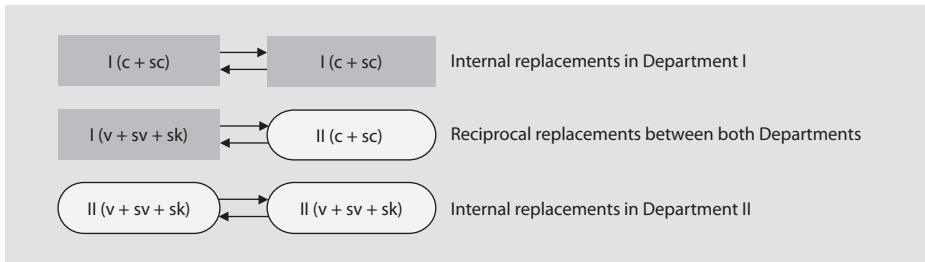 I (c + sc) I (c + sc) Internal replacements in Department I
I (v + sv + sk) II (c + sc) Reciprocal replacements between both Departments
II (v + sv + sk) II (v + sv + sk) Internal replacements in Department II